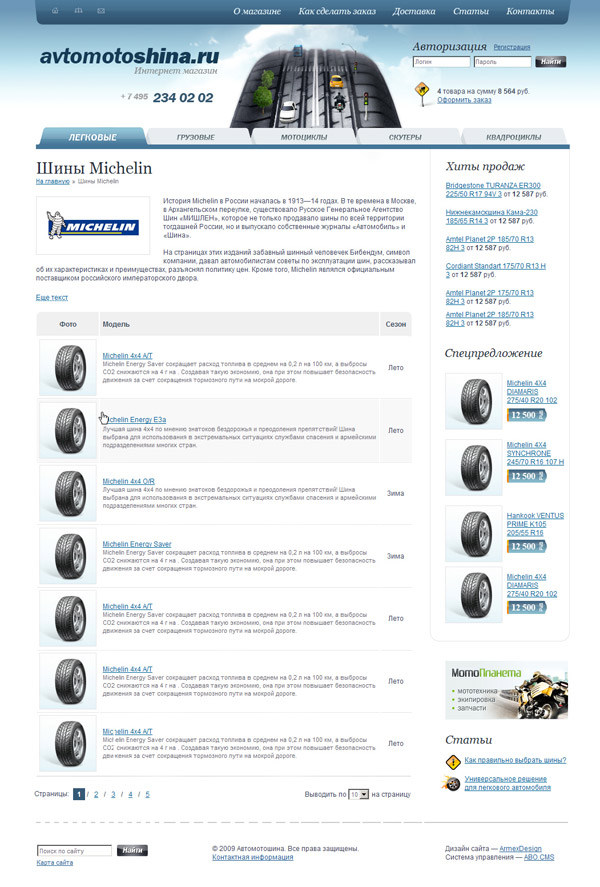 О магазине Как сделать заказ Доставка Статьи Контакты
avtomotoshina.ru
Интернет магазин
+ 7 495 234 02 02
Авторизация Регистрация
Логин Пароль Найти
4 товара на сумму 8 564 руб.
Оформить заказ
ЛЕГКОВЫЕ ГРУЗОВЫЕ МОТОЦИКЛЫ СКУТЕРЫ КВАДРОЦИКЛЫ
Шины Michelin
На главную » Шины Michelin
MICHELIN
История Michelin в России началась в 1913—14 годах. В те времена в Москве,
в Архангельском переулке, существовало Русское Генеральное Агентство
Шин «МИШЛЕН», которое не только продавало шины по всей территории
тогдашней России, но и выпускало собственные журналы «Автомобиль» и
«Шина».
На страницах этих изданий забавный шинный человечек Бибендум, символ
компании, давал автомобилистам советы по эксплуатации шин, рассказывал
об их характеристиках и преимуществах, разъяснял политику цен. Кроме того, Michelin являлся официальным
поставщиком российского императорского двора.
Еще текст
Фото Модель Сезон
Michelin 4x4 A/T
Michelin Energy Saver сокращает расход топлива в среднем на 0,2 л на 100 км, а выбросы
CO2 снижаются на 4 г на . Создавая такую экономию, она при этом повышает безопасность
движения за счет сокращения тормозного пути на мокрой дороге.
Лето
Michelin Energy E3a
Лучшая шина 4x4 по мнению знатоков бездорожья и преодоления препятствий! Шина
выбрана для использования в экстремальных ситуациях службами спасения и армейскими
подразделениями многих стран.
Лето
Michelin 4x4 O/R
Лучшая шина 4x4 по мнению знатоков бездорожья и преодоления препятствий! Шина
выбрана для использования в экстремальных ситуациях службами спасения и армейскими
подразделениями многих стран.
Зима
Michelin Energy Saver
Michelin Energy Saver сокращает расход топлива в среднем на 0,2 л на 100 км, а выбросы
CO2 снижаются на 4 г на . Создавая такую экономию, она при этом повышает безопасность
движения за счет сокращения тормозного пути на мокрой дороге.
Зима
Michelin 4x4 A/T
Michelin Energy Saver сокращает расход топлива в среднем на 0,2 л на 100 км, а выбросы
CO2 снижаются на 4 г на . Создавая такую экономию, она при этом повышает безопасность
движения за счет сокращения тормозного пути на мокрой дороге.
Лето
Michelin 4x4 A/T
Michelin Energy Saver сокращает расход топлива в среднем на 0,2 л на 100 км, а выбросы
CO2 снижаются на 4 г на . Создавая такую экономию, она при этом повышает безопасность
движения за счет сокращения тормозного пути на мокрой дороге.
Лето
Michelin 4x4 A/T
Michelin Energy Saver сокращает расход топлива в среднем на 0,2 л на 100 км, а выбросы
CO2 снижаются на 4 г на . Создавая такую экономию, она при этом повышает безопасность
движения за счет сокращения тормозного пути на мокрой дороге.
Лето
Страницы: 1 / 2 / 3 / 4 / 5
Выводить по 10 на страницу
Хиты продаж
Bridgestone TURANZA ER300
225/50 R17 94V 3 от 12 587 руб.
Нижнекамскшина Кама-230
185/65 R14 3 от 12 587 руб.
Amtel Planet 2P 185/70 R13
82H 3 от 12 587 руб.
Cordiant Standart 175/70 R13 H
3 от 12 587 руб.
Amtel Planet 2P 175/70 R13
82H 3 от 12 587 руб.
Amtel Planet 2P 185/70 R13
82H 3 от 12 587 руб.
Спецпредложение
Michelin 4X4
DIAMARIS
275/40 R20 102
12 500
Michelin 4X4
SYNCHRONE
245/70 R16 107 H
12 500
Hankook VENTUS
PRIME K105
205/55 R16
12 500
Michelin 4X4
DIAMARIS
275/40 R20 102
12 500
МотоПланета
• мототехника
• экипировка
• запчасти
Статьи
Как правильно выбрать шины?
Универсальное решение
для легкового автомобиля
Поиск по сайту Найти
Карта сайта
© 2009 Автомотошина. Все права защищены.
Контактная информация
Дизайн сайта — ArmexDesign
Система управления — ABO.CMS